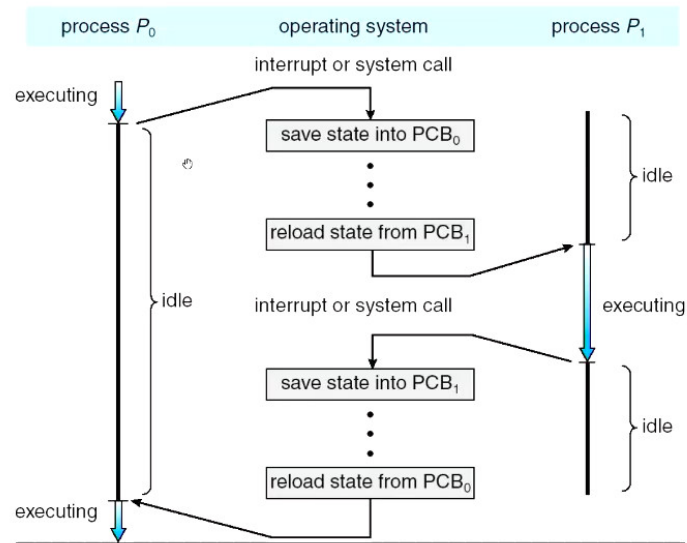 process P₀ operating system process P₁
interrupt or system call
executing
save state into PCB₀
idle
reload state from PCB₁
idle
interrupt or system call
executing
save state into PCB₁
idle
reload state from PCB₀
executing